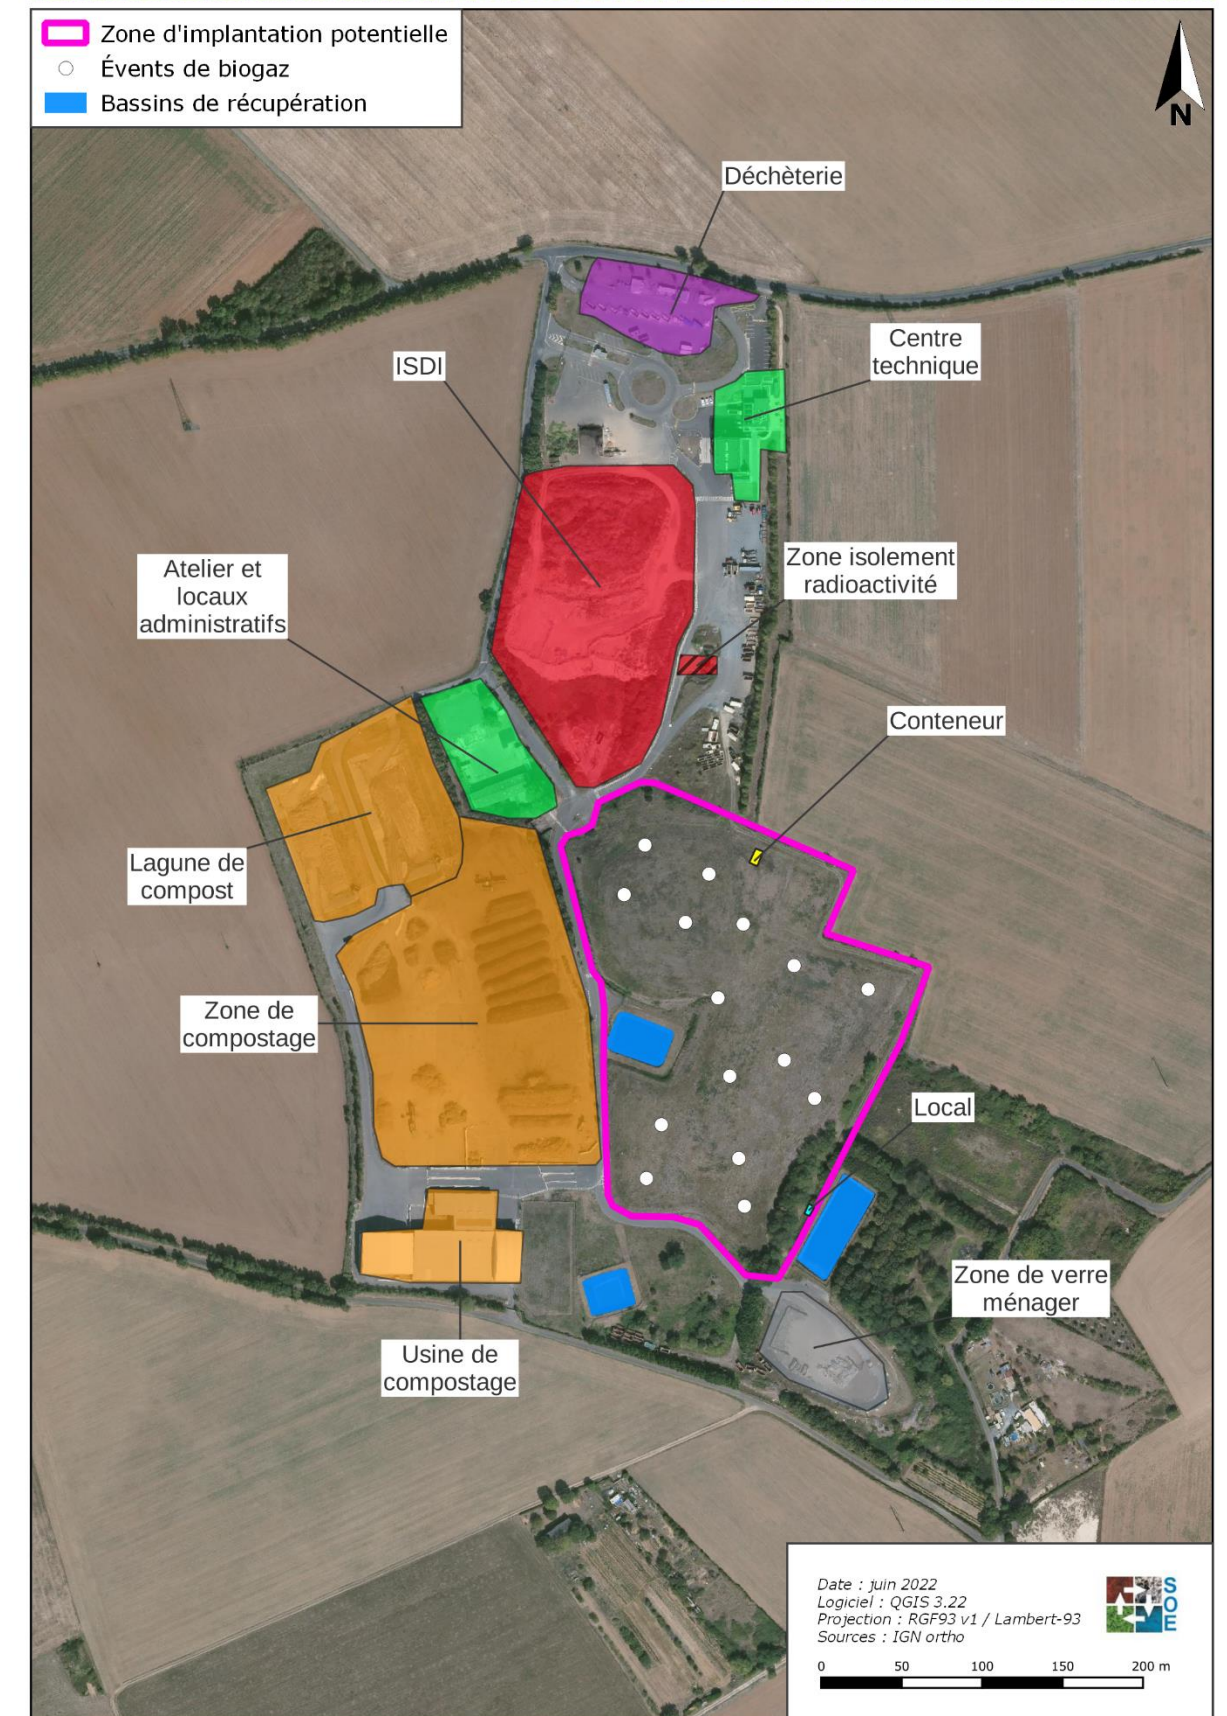 Zone d'implantation potentielle
Évents de biogaz
Bassins de récupération
N
Déchèterie
Centre
technique
ISDI
Zone isolement
radioactivité
Atelier et
locaux
administratifs
Conteneur
Lagune de
compost
Zone de
compostage
Local
Zone de verre
ménager
Usine de
compostage
Date : juin 2022
Logiciel : QGIS 3.22
Projection : RGF93 v1 / Lambert-93
Sources : IGN ortho
SOE
0 50 100 150 200 m